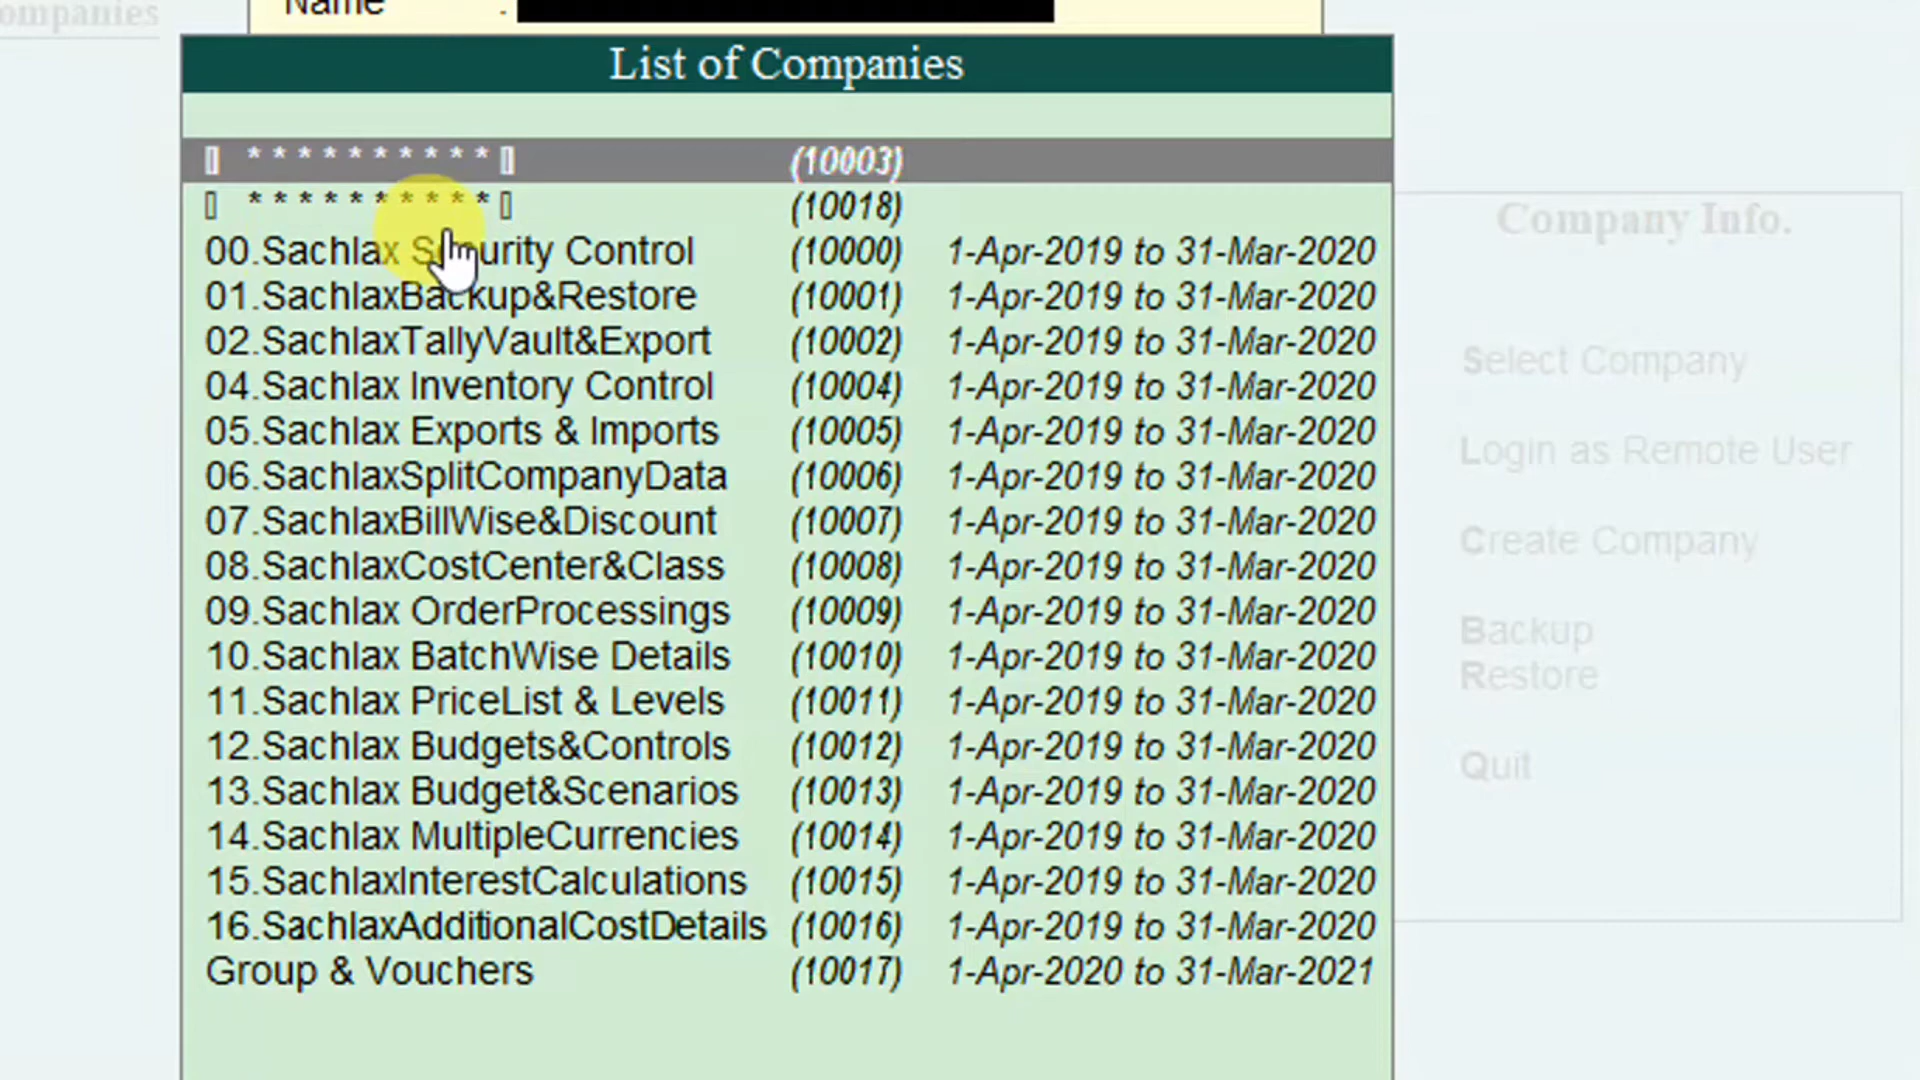 ompanies
Name :
List of Companies
* * * * * * * * * * (10003)
* * * * * * * * * * (10018)
00.Sachlax Security Control (10000) 1-Apr-2019 to 31-Mar-2020
01.SachlaxBackup&Restore (10001) 1-Apr-2019 to 31-Mar-2020
02.SachlaxTallyVault&Export (10002) 1-Apr-2019 to 31-Mar-2020
04.Sachlax Inventory Control (10004) 1-Apr-2019 to 31-Mar-2020
05.Sachlax Exports & Imports (10005) 1-Apr-2019 to 31-Mar-2020
06.SachlaxSplitCompanyData (10006) 1-Apr-2019 to 31-Mar-2020
07.SachlaxBillWise&Discount (10007) 1-Apr-2019 to 31-Mar-2020
08.SachlaxCostCenter&Class (10008) 1-Apr-2019 to 31-Mar-2020
09.Sachlax OrderProcessings (10009) 1-Apr-2019 to 31-Mar-2020
10.Sachlax BatchWise Details (10010) 1-Apr-2019 to 31-Mar-2020
11.Sachlax PriceList & Levels (10011) 1-Apr-2019 to 31-Mar-2020
12.Sachlax Budgets&Controls (10012) 1-Apr-2019 to 31-Mar-2020
13.Sachlax Budget&Scenarios (10013) 1-Apr-2019 to 31-Mar-2020
14.Sachlax MultipleCurrencies (10014) 1-Apr-2019 to 31-Mar-2020
15.SachlaxInterestCalculations (10015) 1-Apr-2019 to 31-Mar-2020
16.SachlaxAdditionalCostDetails (10016) 1-Apr-2019 to 31-Mar-2020
Group & Vouchers (10017) 1-Apr-2020 to 31-Mar-2021
Company Info.
Select Company
Login as Remote User
Create Company
Backup
Restore
Quit